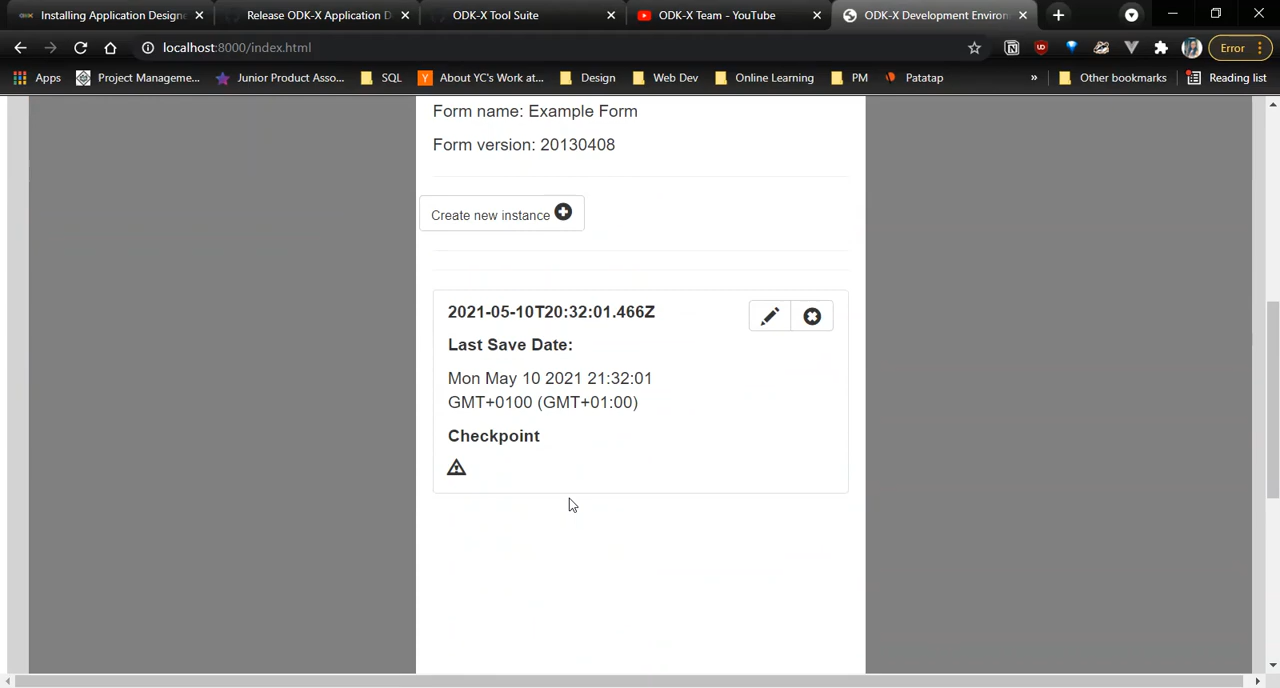 Installing Application Designe
Release ODK-X Application D
ODK-X Tool Suite
ODK-X Team - YouTube
ODK-X Development Environ
localhost:8000/index.html
Error
Apps
Project Manageme...
Junior Product Asso...
SQL
About YC's Work at...
Design
Web Dev
Online Learning
PM
Patatap
»
Other bookmarks
Reading list
Form name: Example Form
Form version: 20130408
Create new instance
2021-05-10T20:32:01.466Z
Last Save Date:
Mon May 10 2021 21:32:01
GMT+0100 (GMT+01:00)
Checkpoint